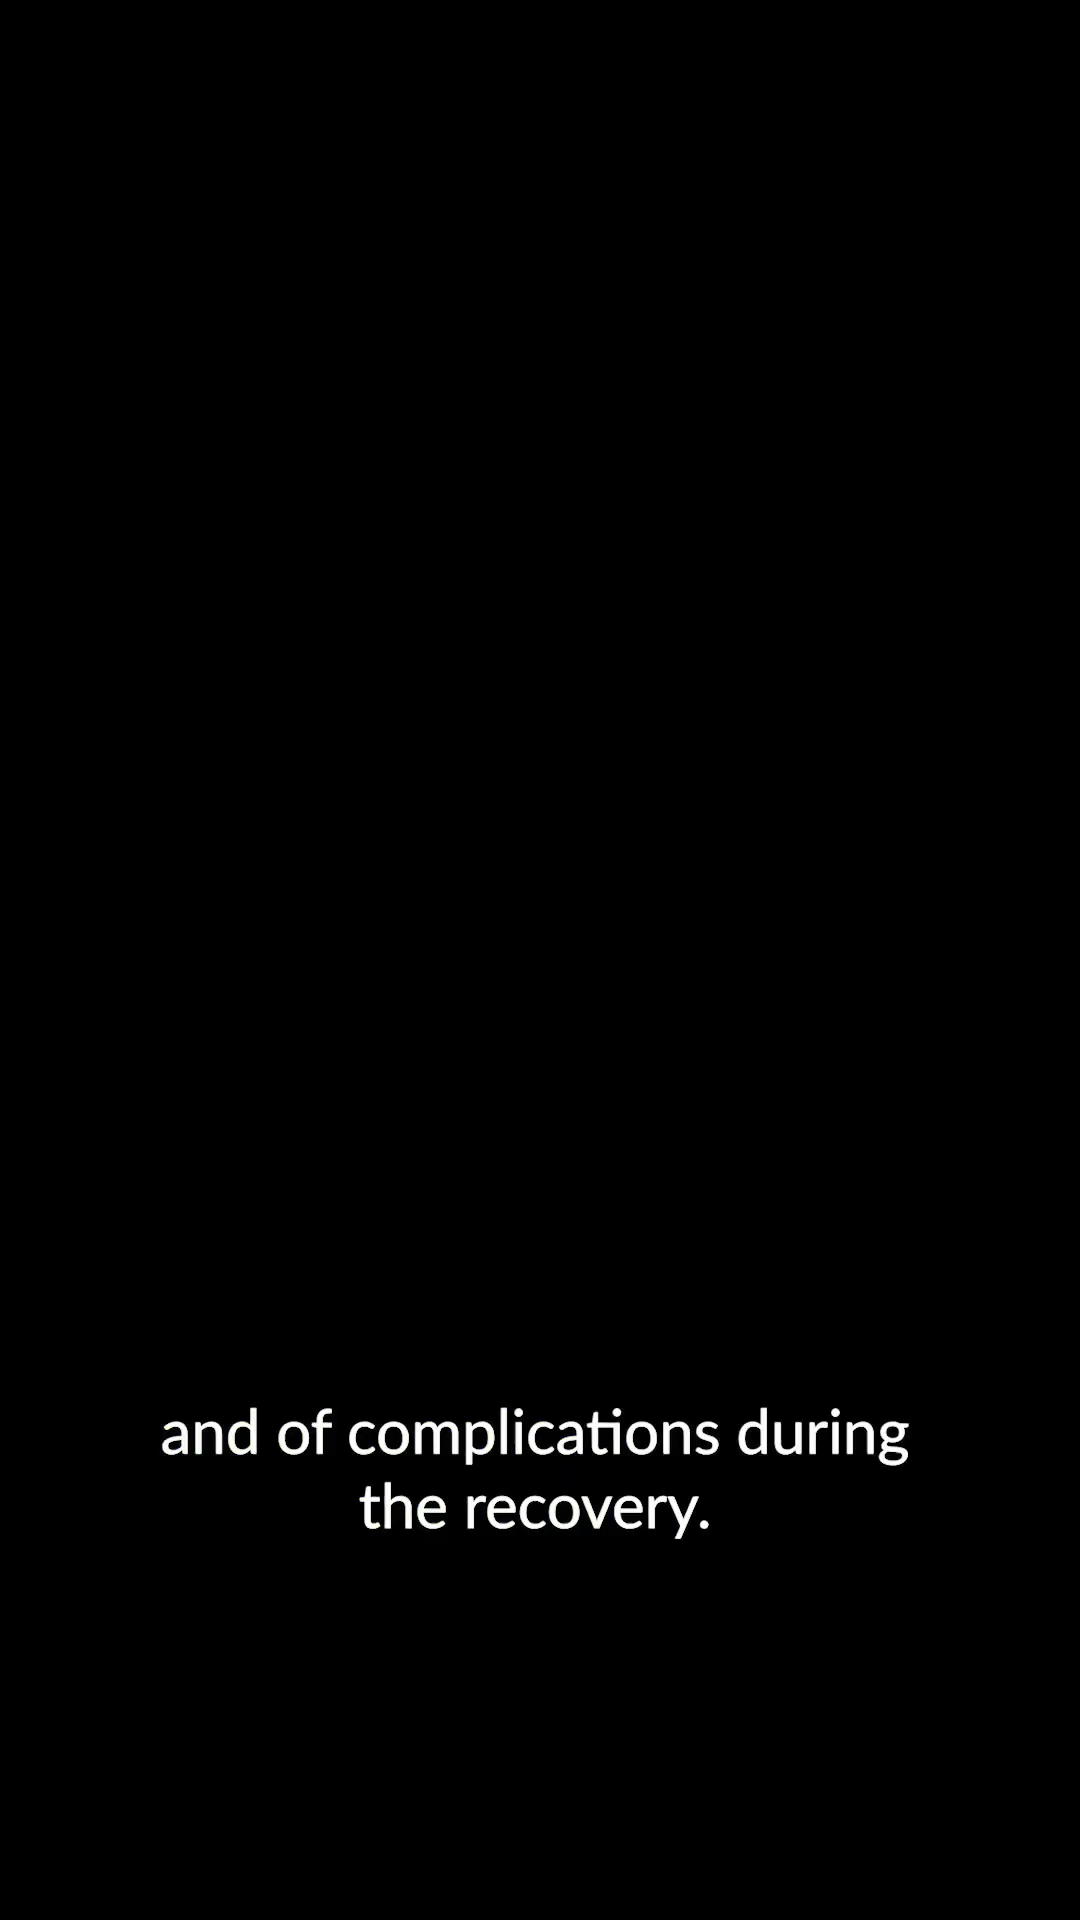 and of complications during
the recovery.